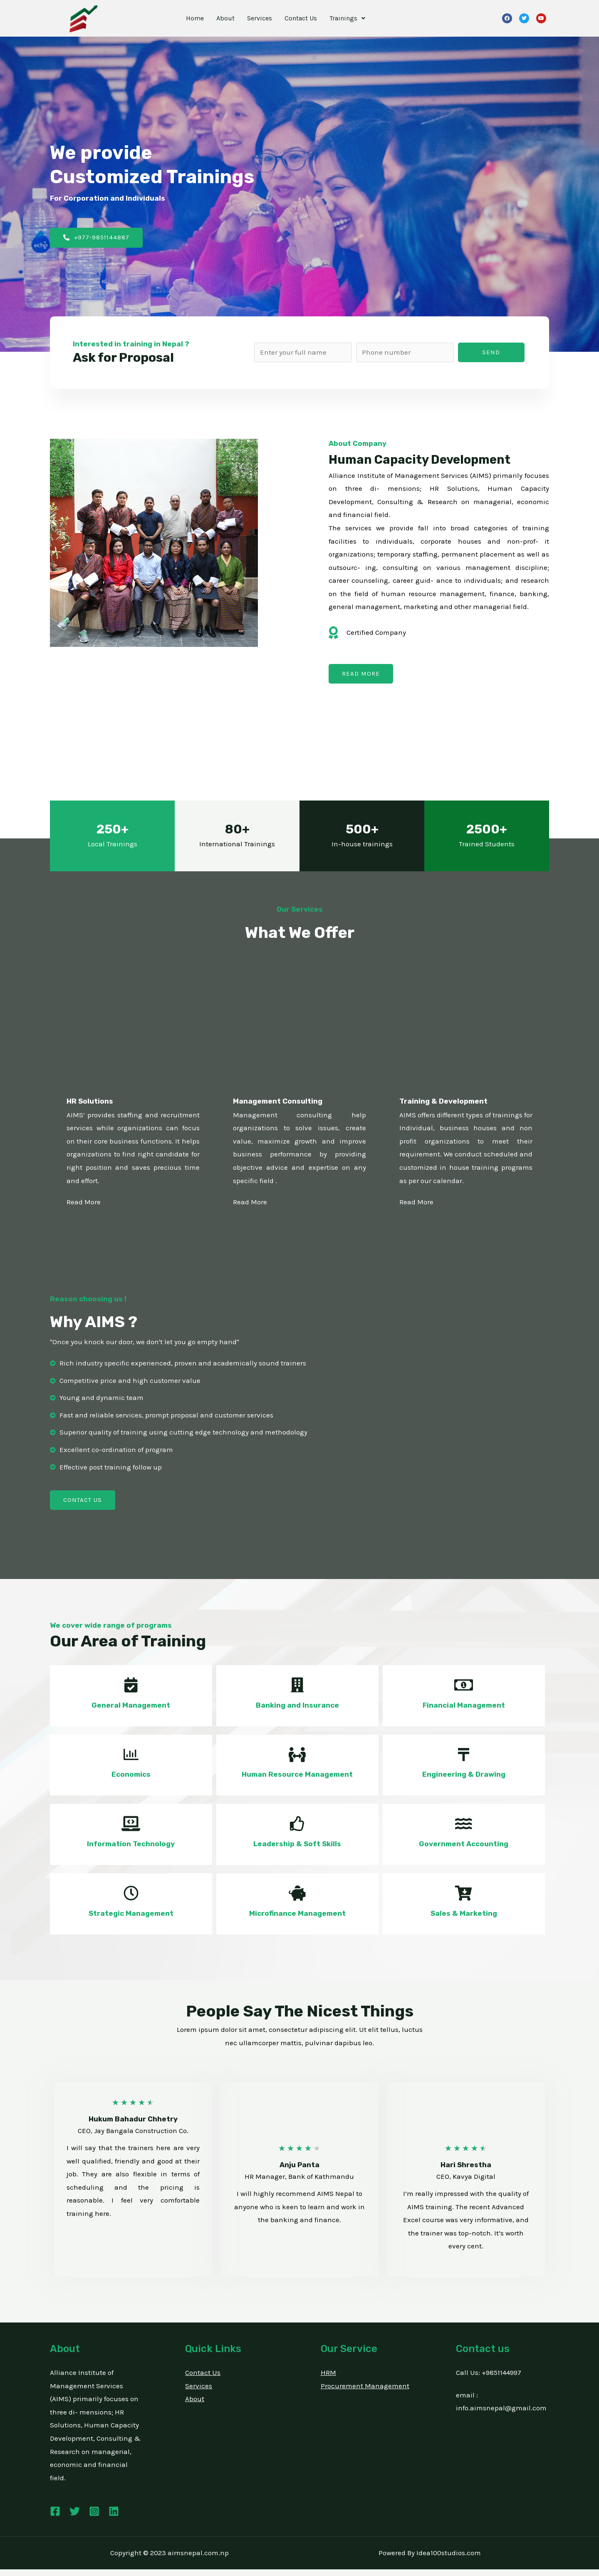 Home About Services Contact Us Trainings
We provide
Customized Trainings
For Corporation and Individuals
+977-9851144887
Interested in training in Nepal ?
Ask for Proposal
Enter your full name
Phone number
SEND
About Company
Human Capacity Development
Alliance Institute of Management Services (AIMS) primarily focuses
on three di- mensions; HR Solutions, Human Capacity
Development, Consulting & Research on managerial, economic
and financial field.
The services we provide fall into broad categories of training
facilities to individuals, corporate houses and non-prof- it
organizations; temporary staffing, permanent placement as well as
outsourc- ing, consulting on various management discipline;
career counseling, career guid- ance to individuals; and research
on the field of human resource management, finance, banking,
general management, marketing and other managerial field.
Certified Company
READ MORE
250+
Local Trainings
80+
International Trainings
500+
In-house trainings
2500+
Trained Students
Our Services
What We Offer
HR Solutions
AIMS' provides staffing and recruitment
services while organizations can focus
on their core business functions. It helps
organizations to find right candidate for
right position and saves precious time
and effort.
Read More
Management Consulting
Management consulting help
organizations to solve issues, create
value, maximize growth and improve
business performance by providing
objective advice and expertise on any
specific field .
Read More
Training & Development
AIMS offers different types of trainings for
Individual, business houses and non
profit organizations to meet their
requirement. We conduct scheduled and
customized in house training programs
as per our calendar.
Read More
Reason choosing us !
Why AIMS ?
"Once you knock our door, we don't let you go empty hand"
Rich industry specific experienced, proven and academically sound trainers
Competitive price and high customer value
Young and dynamic team
Fast and reliable services, prompt proposal and customer services
Superior quality of training using cutting edge technology and methodology
Excellent co-ordination of program
Effective post training follow up
CONTACT US
We cover wide range of programs
Our Area of Training
General Management
Banking and Insurance
Financial Management
Economics
Human Resource Management
Engineering & Drawing
Information Technology
Leadership & Soft Skills
Government Accounting
Strategic Management
Microfinance Management
Sales & Marketing
People Say The Nicest Things
Lorem ipsum dolor sit amet, consectetur adipiscing elit. Ut elit tellus, luctus
nec ullamcorper mattis, pulvinar dapibus leo.
Hukum Bahadur Chhetry
CEO, Jay Bangala Construction Co.
I will say that the trainers here are very
well qualified, friendly and good at their
job. They are also flexible in terms of
scheduling and the pricing is
reasonable. I feel very comfortable
training here.
Anju Panta
HR Manager, Bank of Kathmandu
I will highly recommend AIMS Nepal to
anyone who is keen to learn and work in
the banking and finance.
Hari Shrestha
CEO, Kavya Digital
I'm really impressed with the quality of
AIMS training. The recent Advanced
Excel course was very informative, and
the trainer was top-notch. It's worth
every cent.
About
Alliance Institute of
Management Services
(AIMS) primarily focuses on
three di- mensions; HR
Solutions, Human Capacity
Development, Consulting &
Research on managerial,
economic and financial
field.
Quick Links
Contact Us
Services
About
Our Service
HRM
Procurement Management
Contact us
Call Us: +9851144997
email :
info.aimsnepal@gmail.com
Copyright © 2023 aimsnepal.com.np
Powered By Idea100studios.com